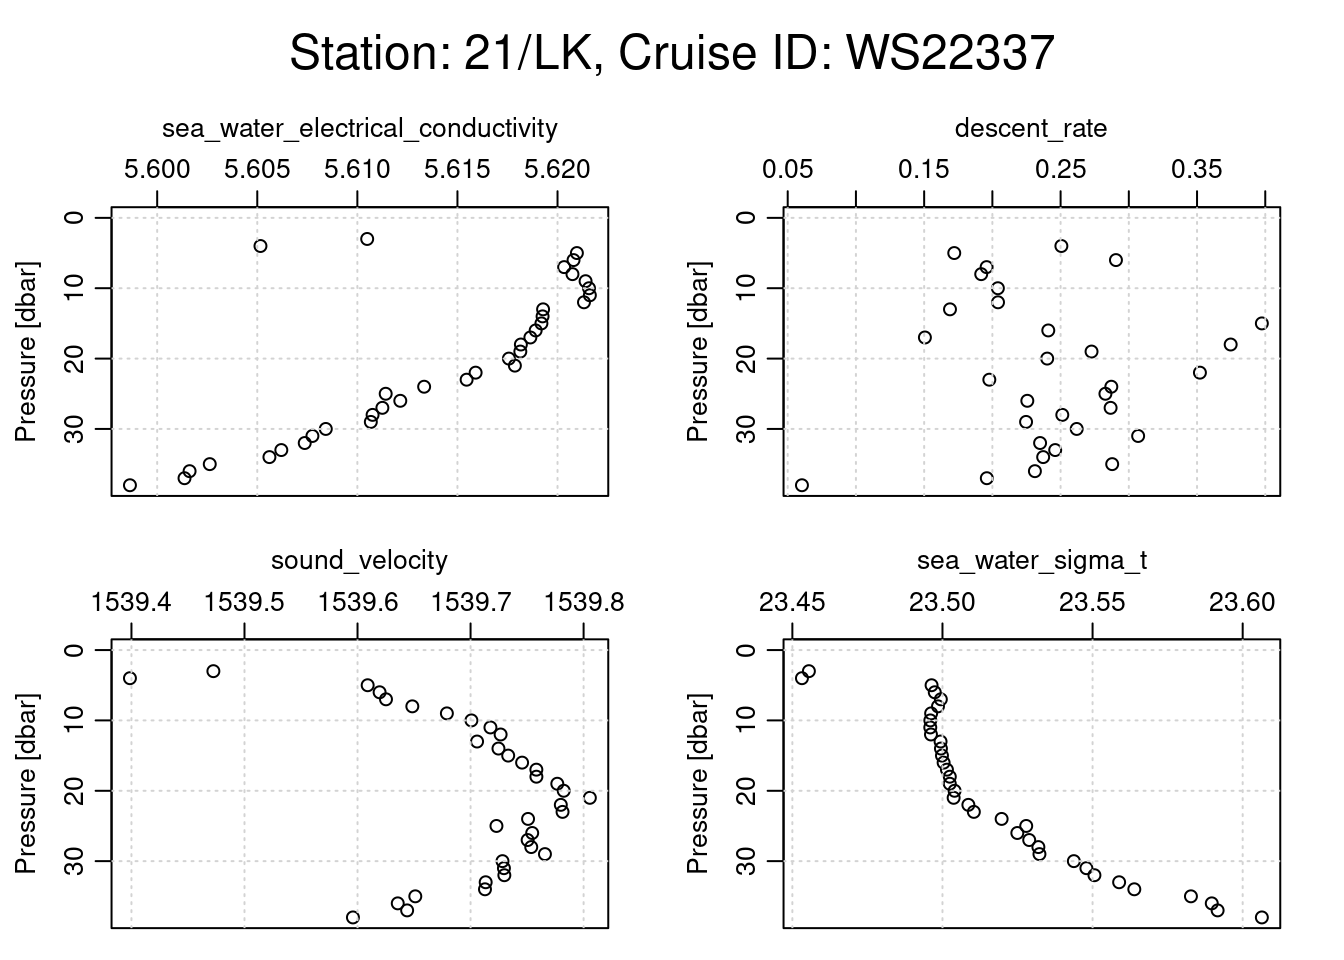 Station: 21/LK, Cruise ID: WS22337
sea_water_electrical_conductivity
5.600 5.605 5.610 5.615 5.620
0
10
20
30
Pressure [dbar]
descent_rate
0.05 0.15 0.25 0.35
0
10
20
30
Pressure [dbar]
sound_velocity
1539.4 1539.5 1539.6 1539.7 1539.8
0
10
20
30
Pressure [dbar]
sea_water_sigma_t
23.45 23.50 23.55 23.60
0
10
20
30
Pressure [dbar]